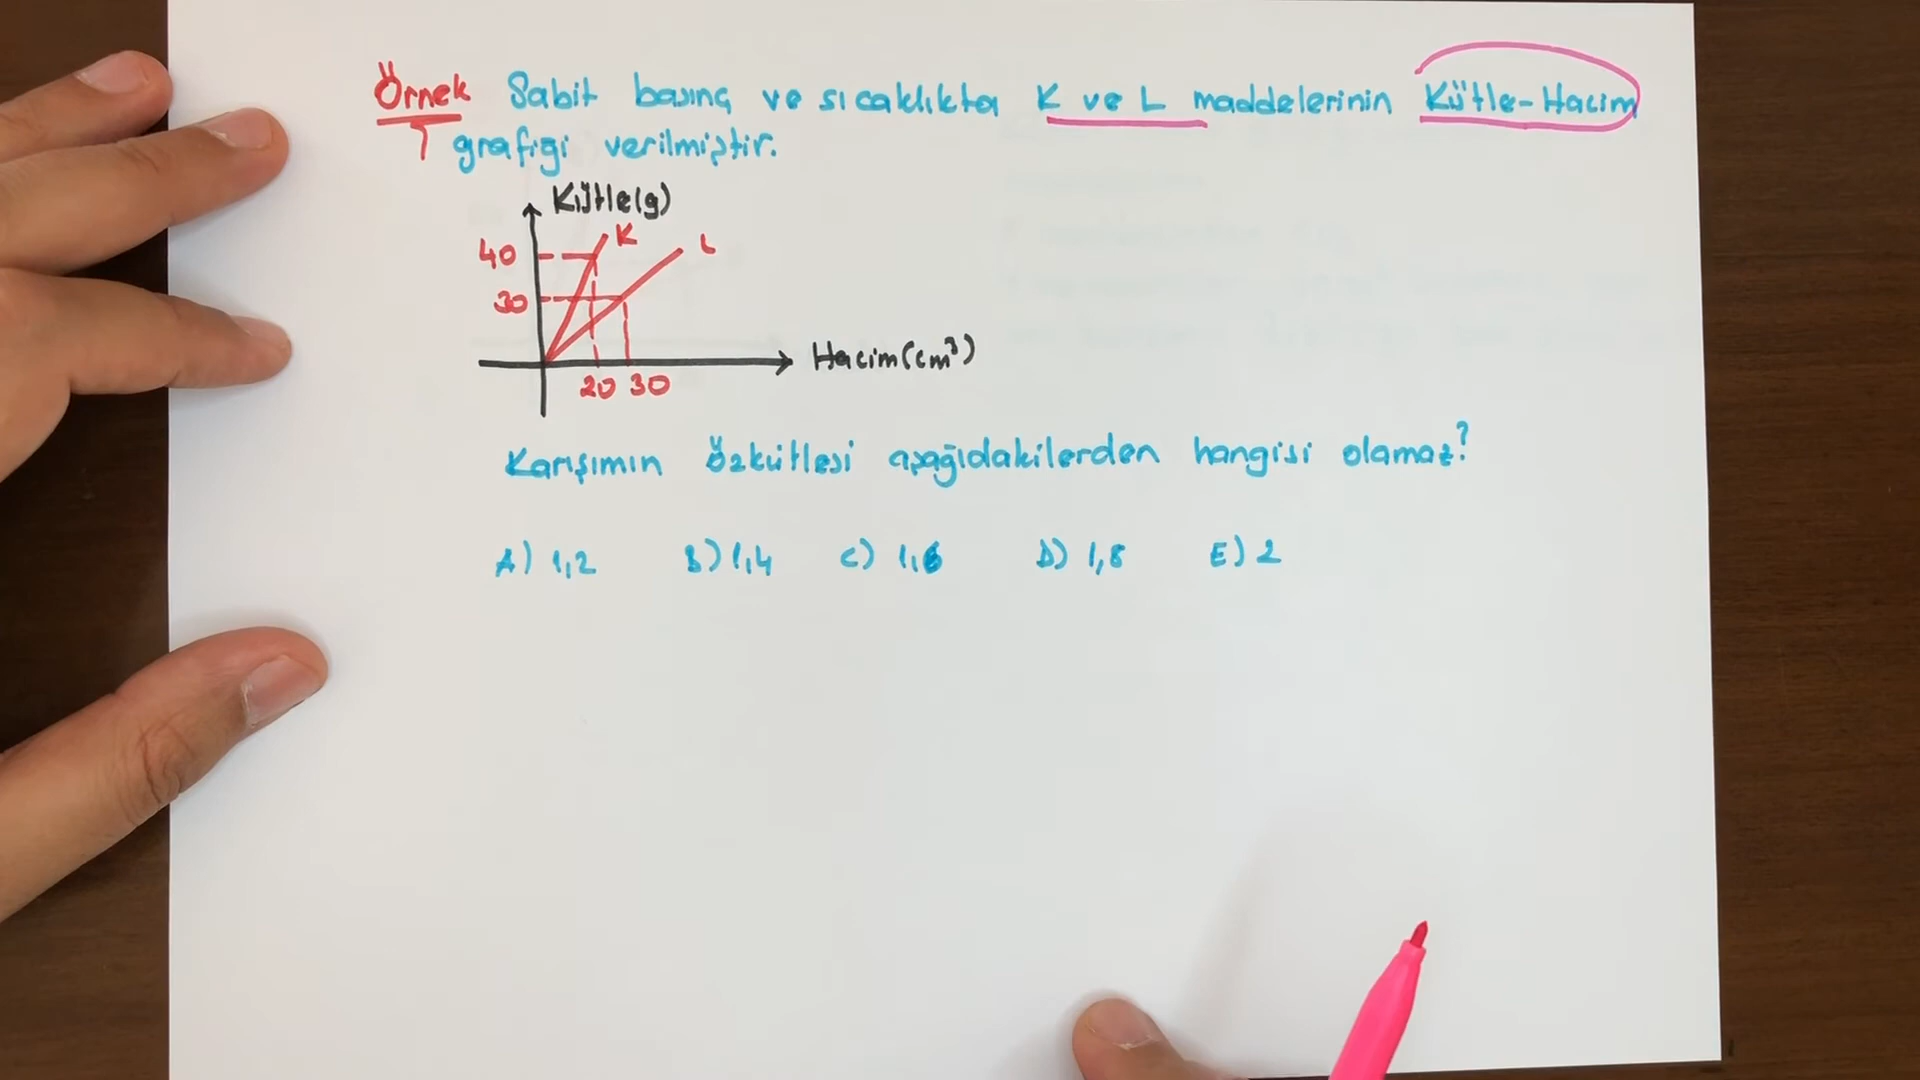 Örnek Sabit basınç ve sıcaklıkta K ve L maddelerinin Kütle-Hacim
grafiği verilmiştir.
Kütle(g)
K
L
40
30
Hacim(cm³)
20 30
Karışımın özkütlesi aşağıdakilerden hangisi olamaz?
A) 1,2 B) 1,4 C) 1,6 D) 1,8 E) 2